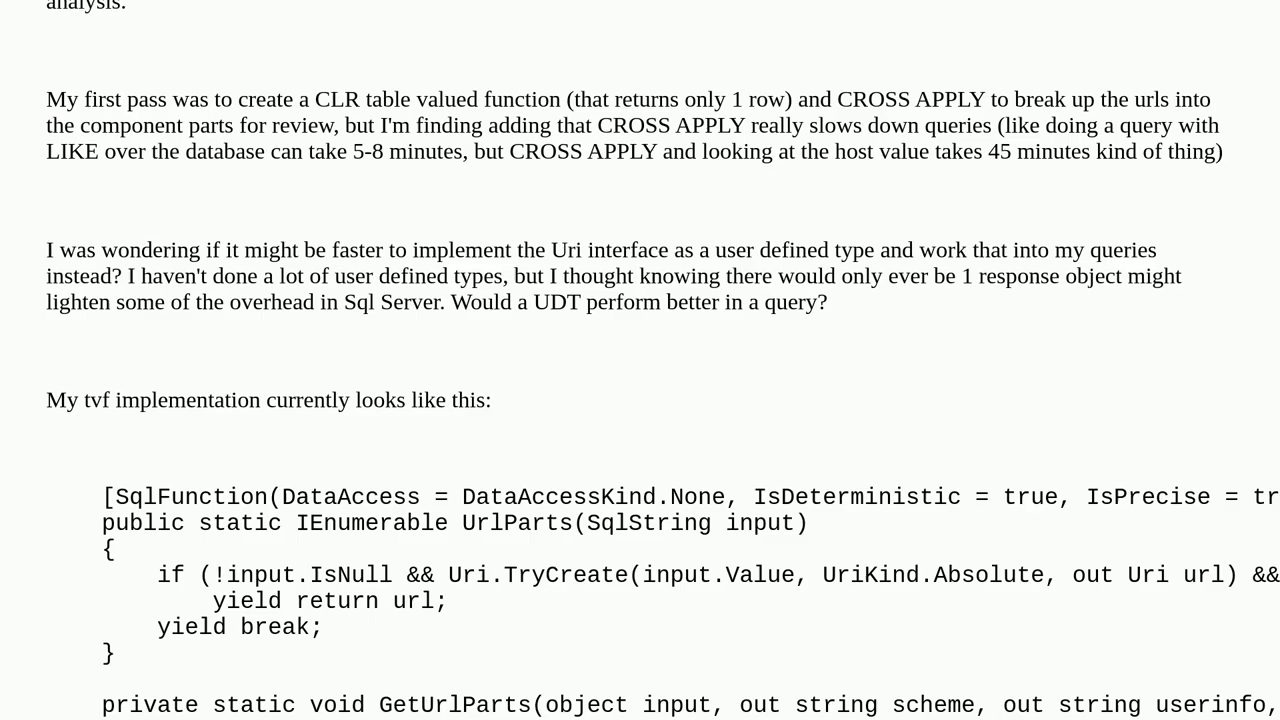 analysis.
My first pass was to create a CLR table valued function (that returns only 1 row) and CROSS APPLY to break up the urls into
the component parts for review, but I'm finding adding that CROSS APPLY really slows down queries (like doing a query with
LIKE over the database can take 5-8 minutes, but CROSS APPLY and looking at the host value takes 45 minutes kind of thing)
I was wondering if it might be faster to implement the Uri interface as a user defined type and work that into my queries
instead? I haven't done a lot of user defined types, but I thought knowing there would only ever be 1 response object might
lighten some of the overhead in Sql Server. Would a UDT perform better in a query?
My tvf implementation currently looks like this:
[SqlFunction(DataAccess = DataAccessKind.None, IsDeterministic = true, IsPrecise = tr
public static IEnumerable UrlParts(SqlString input)
{
if (!input.IsNull && Uri.TryCreate(input.Value, UriKind.Absolute, out Uri url) &&
yield return url;
yield break;
}
private static void GetUrlParts(object input, out string scheme, out string userinfo,